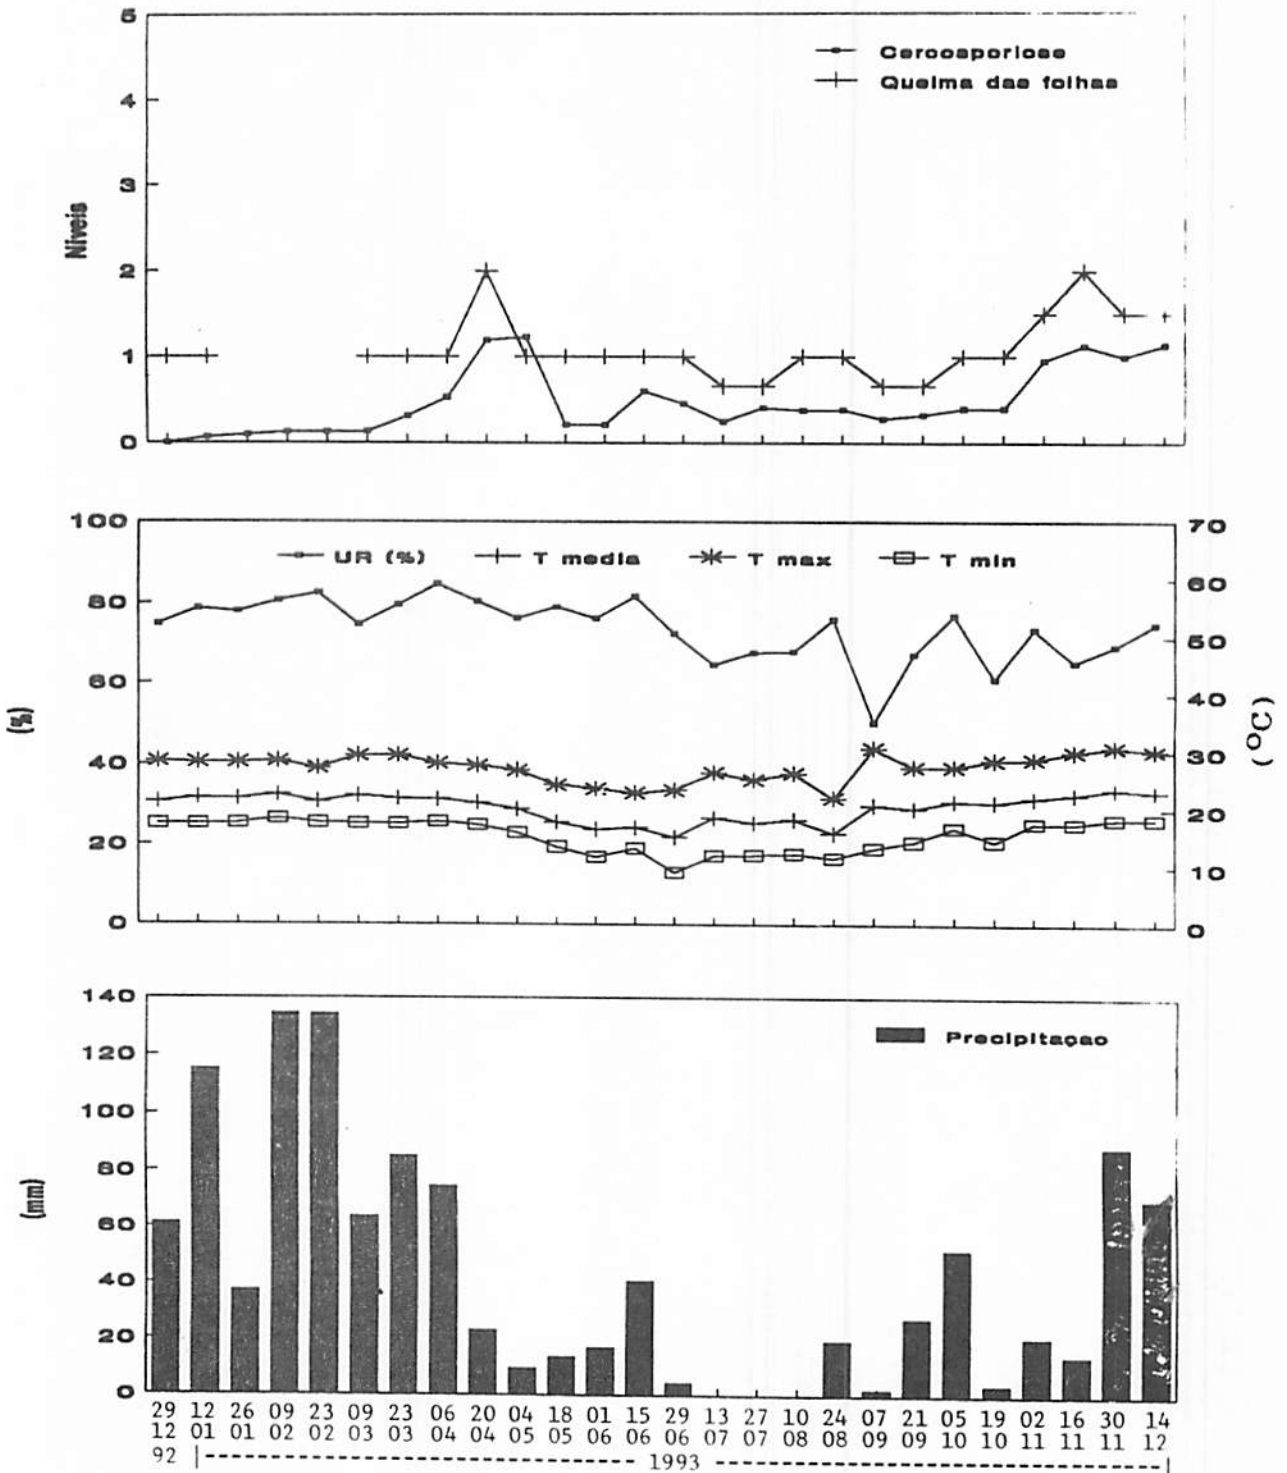 5
4
3
2
1
0
Níveis
Cercosporiose
Queima das folhas
100
80
60
40
20
0
(%)
UR (%) T media T max T min
70
60
50
40
30
20
10
0
(°C)
140
120
100
80
60
40
20
0
(mm)
Precipitaçao
29 12 26 09 23 09 23 06 20 04 18 01 15 29 13 27 10 24 07 21 05 19 02 16 30 14
12 01 01 02 02 03 03 04 04 05 05 06 06 06 07 07 08 08 09 09 10 10 11 11 11 12
92 |----------------------------------- 1993 -----------------------------------|